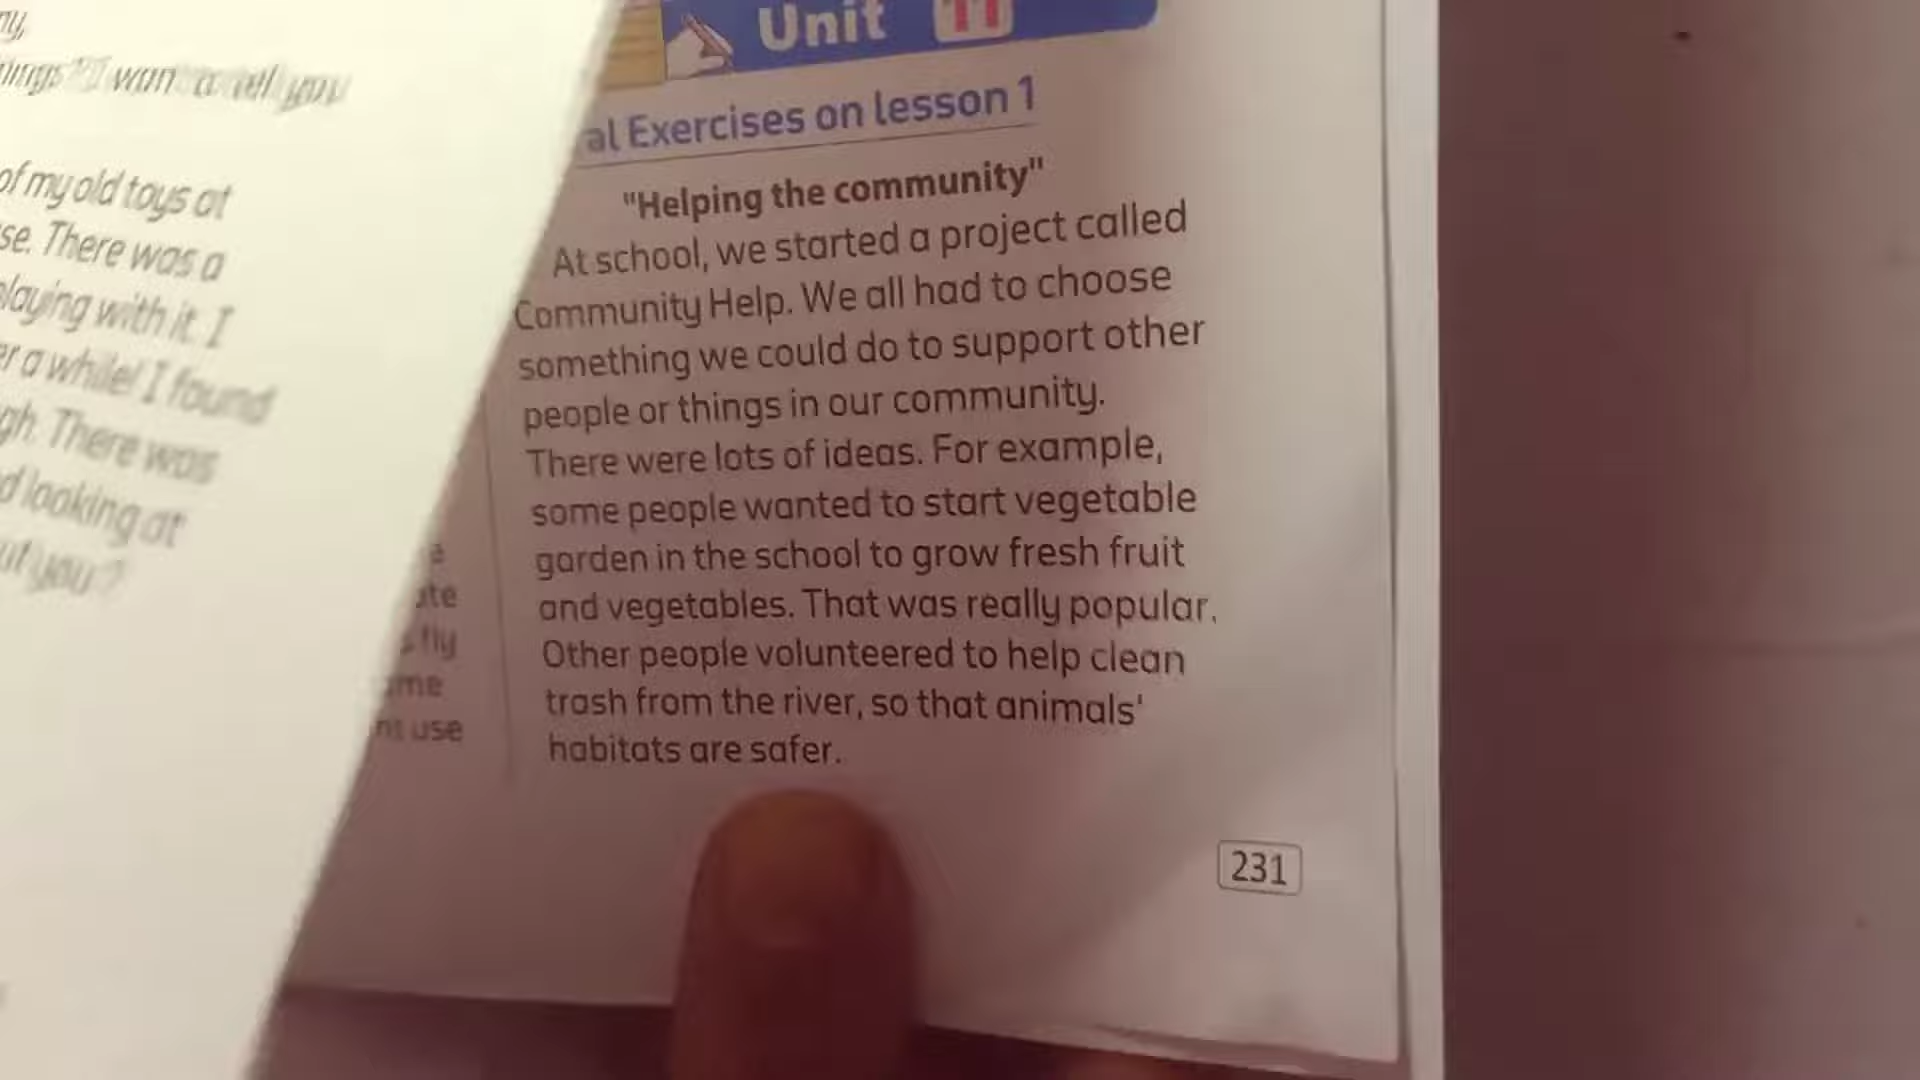 of my old toys at
There was a
playing with it. I
a while! I found
There was
looking at
you?
use
Unit 11
Exercises on lesson 1
"Helping the community"
At school, we started a project called
Community Help. We all had to choose
something we could do to support other
people or things in our community.
There were lots of ideas. For example,
some people wanted to start vegetable
garden in the school to grow fresh fruit
and vegetables. That was really popular.
Other people volunteered to help clean
trash from the river, so that animals'
habitats are safer.
231